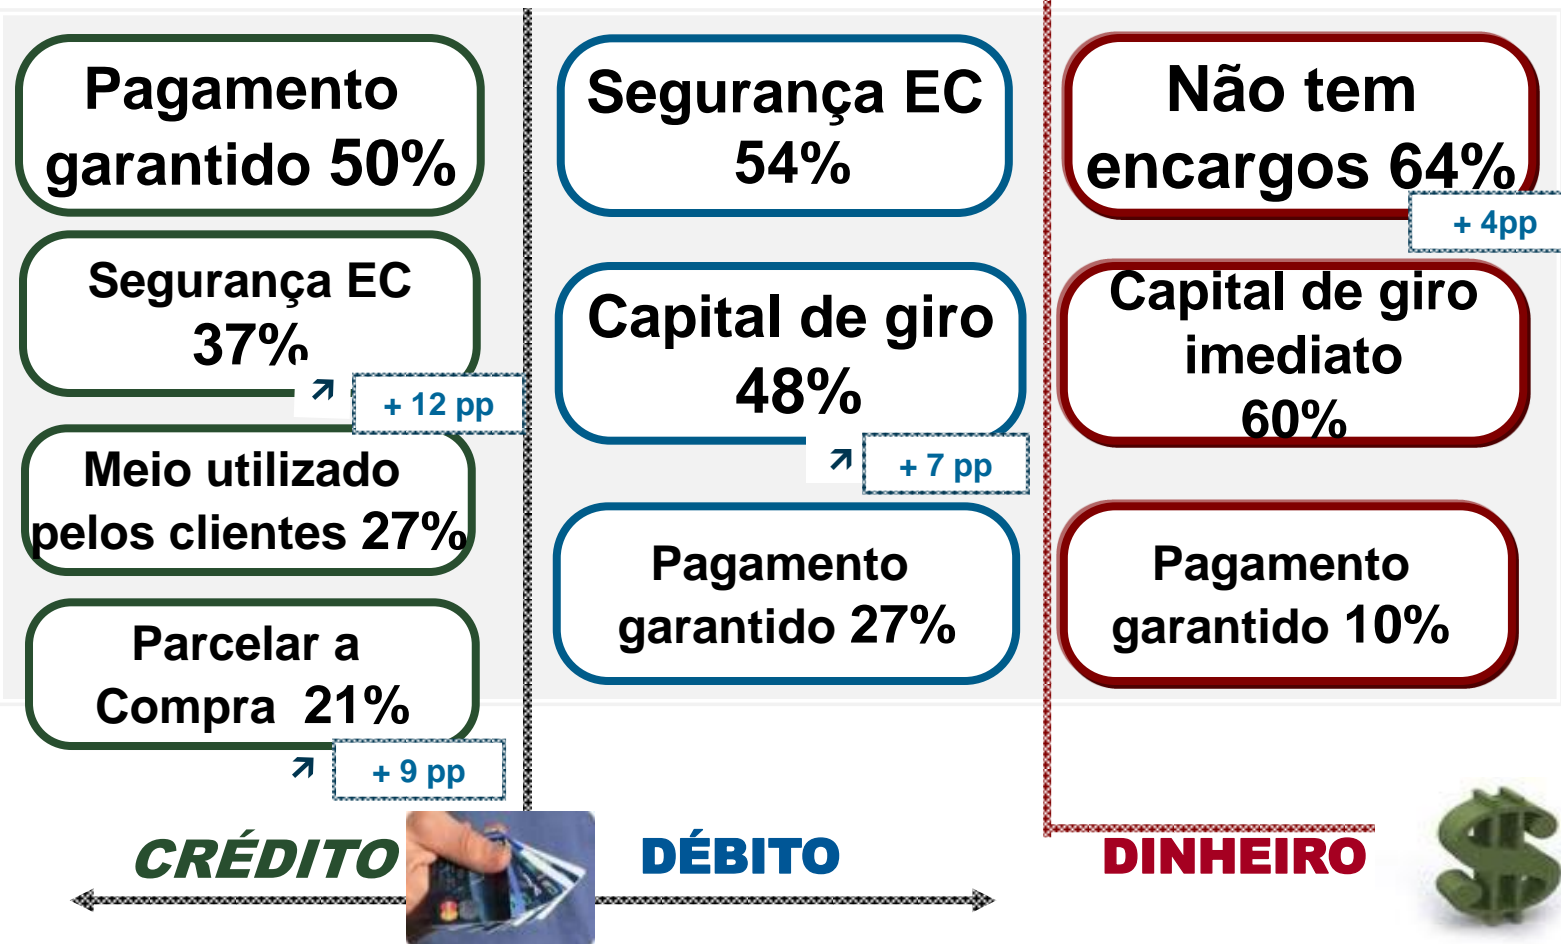 Pagamento
garantido 50%
Segurança EC
37%
+ 12 pp
Meio utilizado
pelos clientes 27%
Parcelar a
Compra 21%
+ 9 pp
CRÉDITO
Segurança EC
54%
Capital de giro
48%
+ 7 pp
Pagamento
garantido 27%
DÉBITO
Não tem
encargos 64%
+ 4pp
Capital de giro
imediato
60%
Pagamento
garantido 10%
DINHEIRO